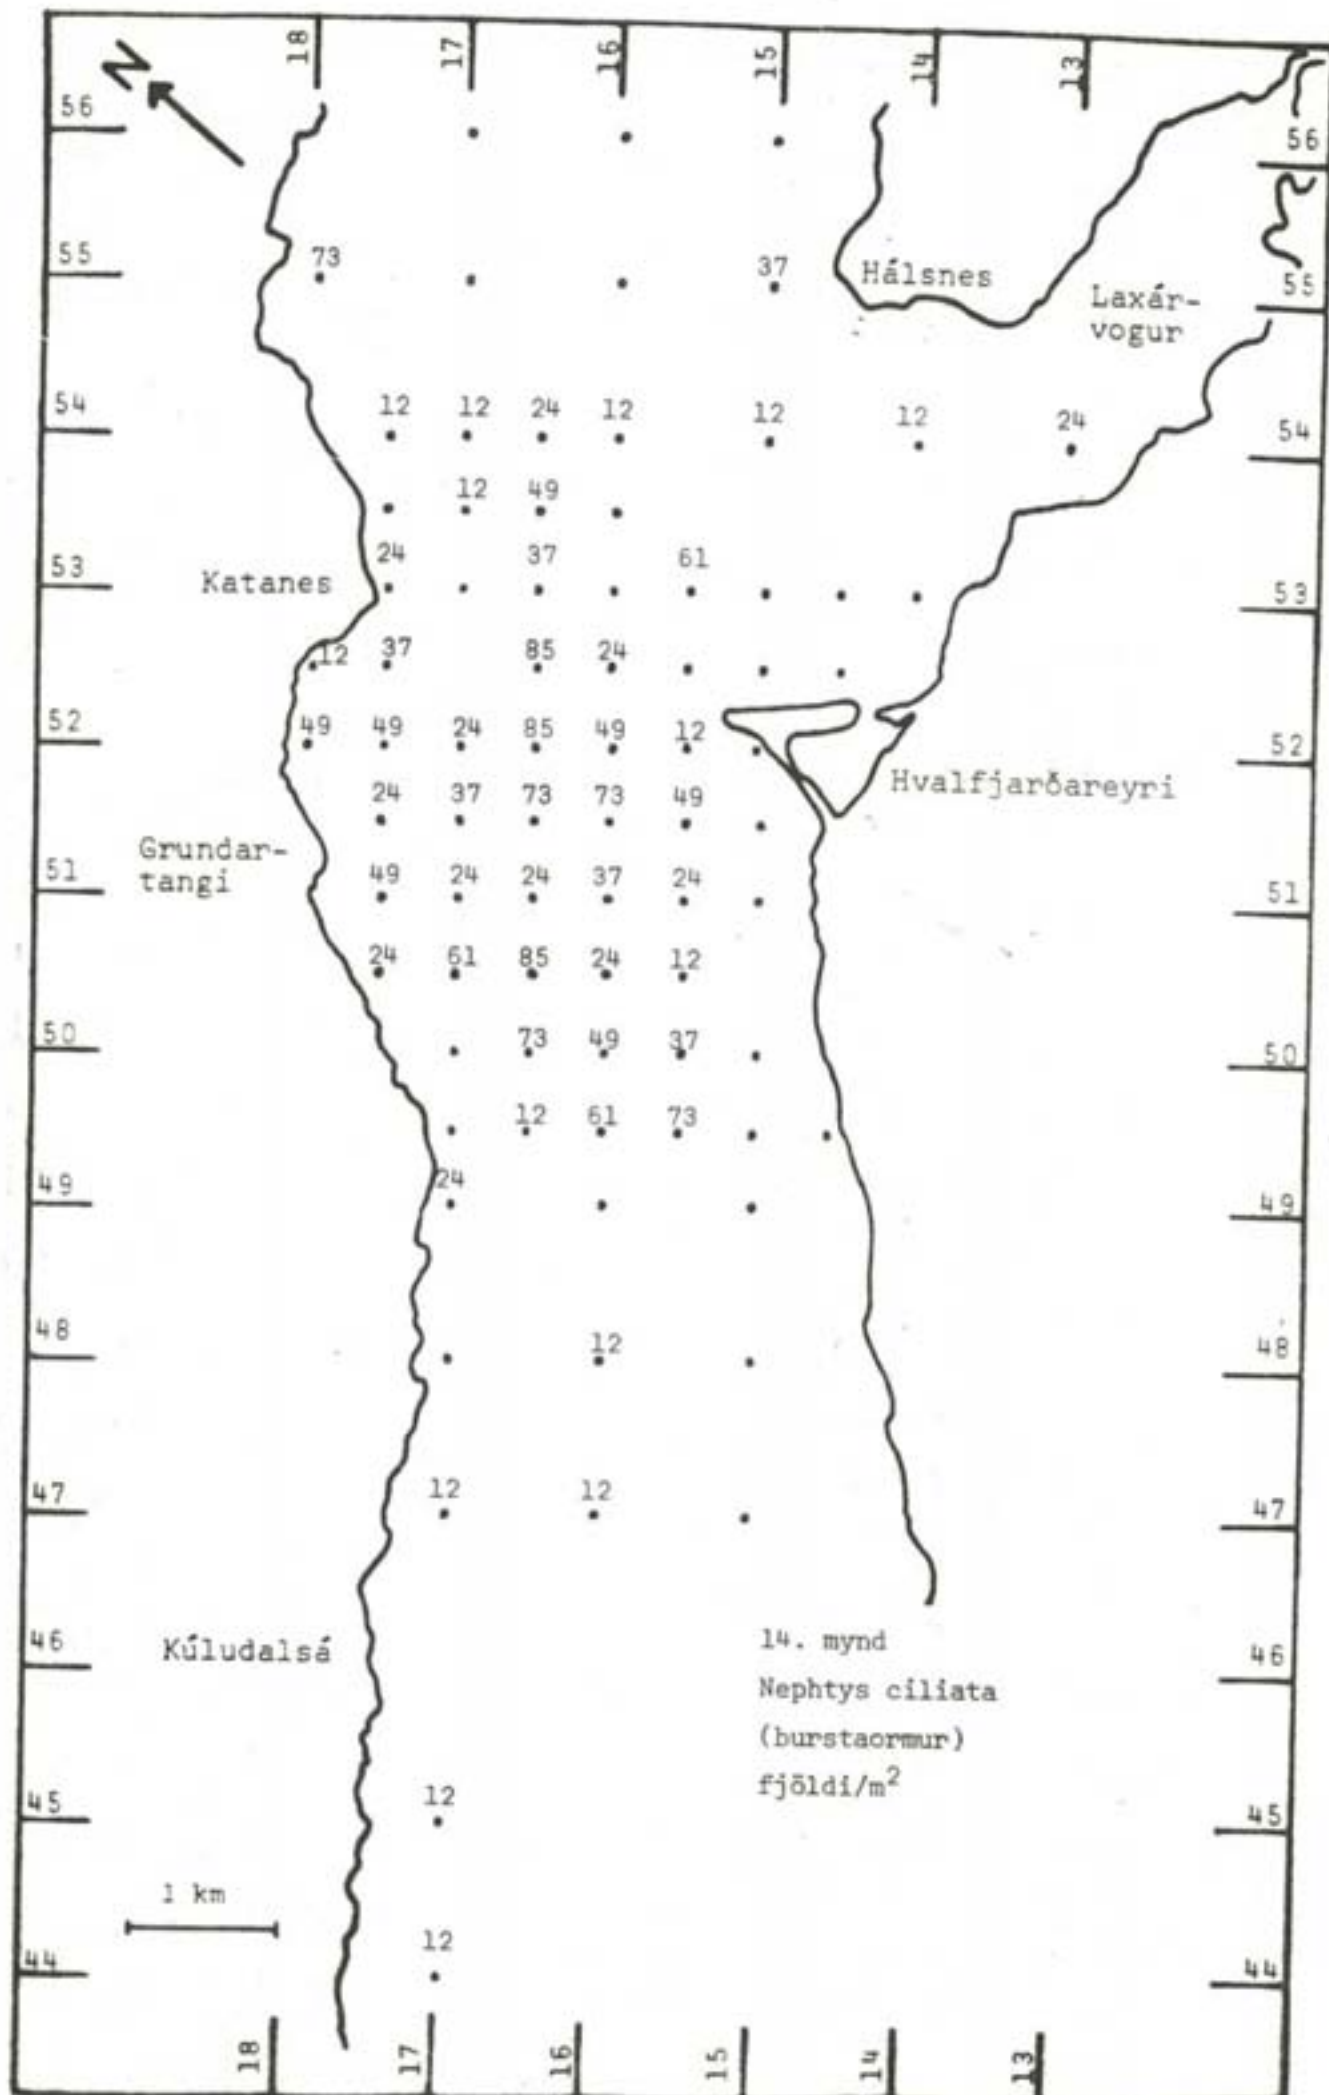 N
18 17 16 15 14 13
56 56
73 37
55 Hálsnes 55
Laxár-
vogur
12 12 24 12 12 12 24
54 54
12 49
24 37 61
53 Katanes 53
12 37 85 24
49 49 24 85 49 12
52 52
Hvalfjarðareyri
24 37 73 73 49
Grundar-
tangi
49 24 24 37 24
51 51
24 61 85 24 12
73 49 37
50 50
12 61 73
24
49 49
12
48 48
12 12
47 47
Kúludalsá
46 46
14. mynd
Nephtys ciliata
(burstaormur)
fjöldi/m²
12
45 45
1 km
12
44 44
18 17 16 15 14 13